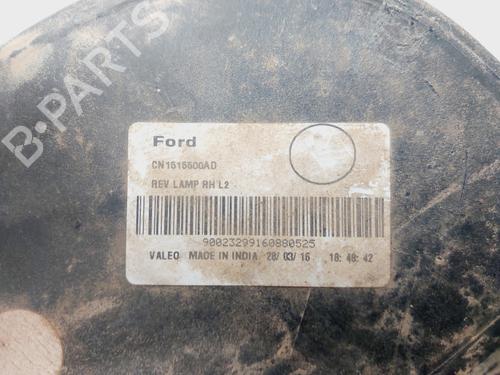 B-PARTS
Ford
CN1515500AD
REV LAMP RH L2
90023299160880525
VALEO MADE IN INDIA 28/03/16 18:48:42